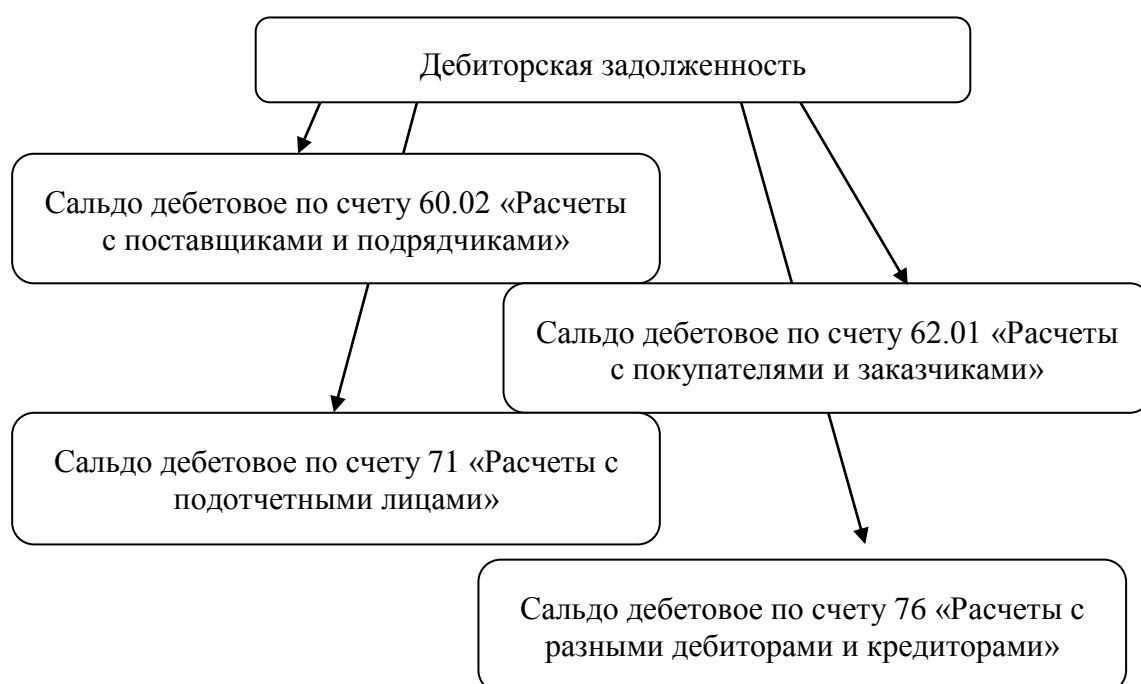 Дебиторская задолженность
Сальдо дебетовое по счету 60.02 «Расчеты
с поставщиками и подрядчиками»
Сальдо дебетовое по счету 62.01 «Расчеты
с покупателями и заказчиками»
Сальдо дебетовое по счету 71 «Расчеты с
подотчетными лицами»
Сальдо дебетовое по счету 76 «Расчеты с
разными дебиторами и кредиторами»